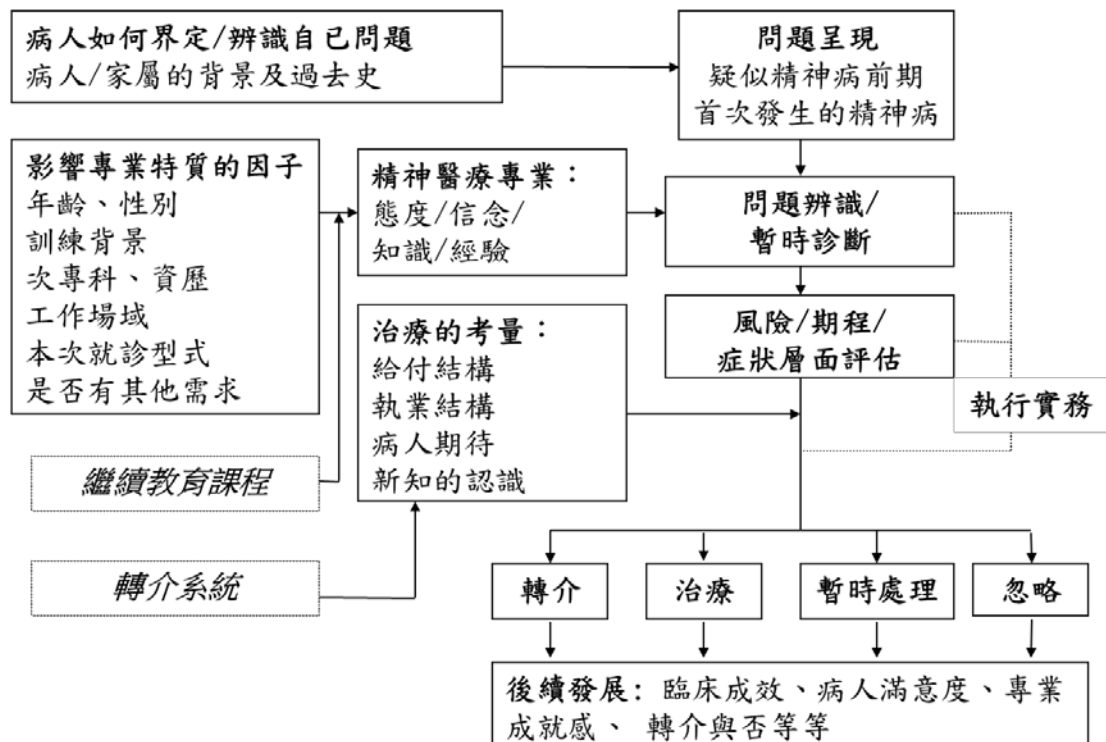 病人如何界定/辨識自己問題
病人/家屬的背景及過去史
問題呈現
疑似精神病前期
首次發生的精神病
影響專業特質的因子
年齡、性別
訓練背景
次專科、資歷
工作場域
本次就診型式
是否有其他需求
精神醫療專業：
態度/信念/
知識/經驗
問題辨識/
暫時診斷
治療的考量：
給付結構
執業結構
病人期待
新知的認識
風險/期程/
症狀層面評估
執行實務
繼續教育課程
轉介系統
轉介
治療
暫時處理
忽略
後續發展: 臨床成效、病人滿意度、專業
成就感、 轉介與否等等